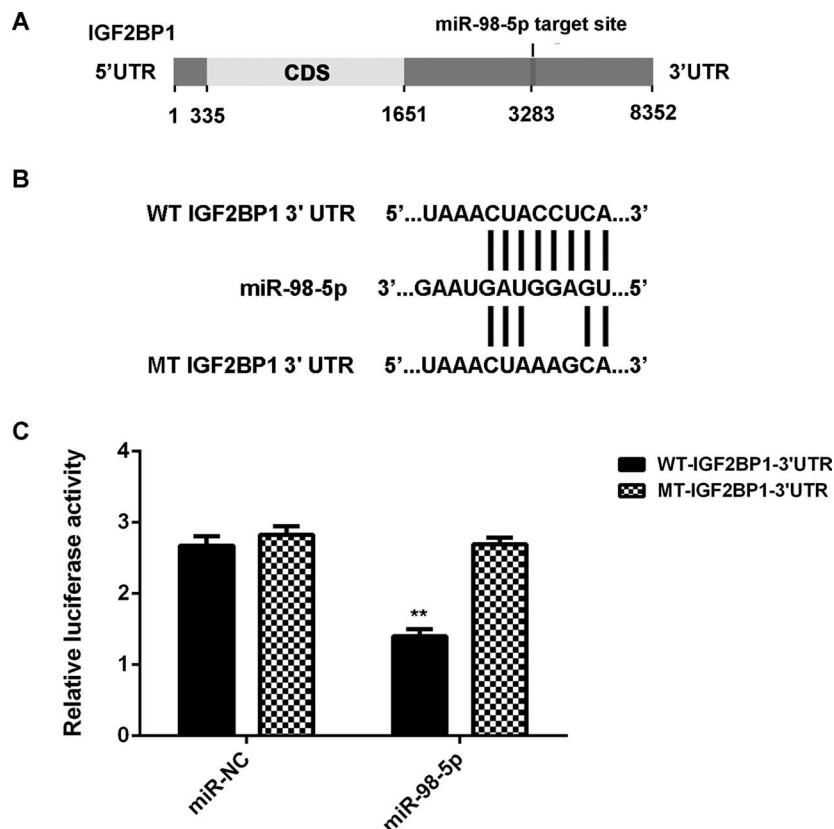 A
IGF2BP1
miR-98-5p target site
5'UTR
CDS
3'UTR
1 335 1651 3283 8352
B
WT IGF2BP1 3' UTR 5'...UAAACUACCUCA...3'
miR-98-5p 3'...GAAUGAUGGAGU...5'
MT IGF2BP1 3' UTR 5'...UAAACUAAAGCA...3'
C
Relative luciferase activity
4
3
2
1
0
**
miR-NC
miR-98-5p
WT-IGF2BP1-3'UTR
MT-IGF2BP1-3'UTR